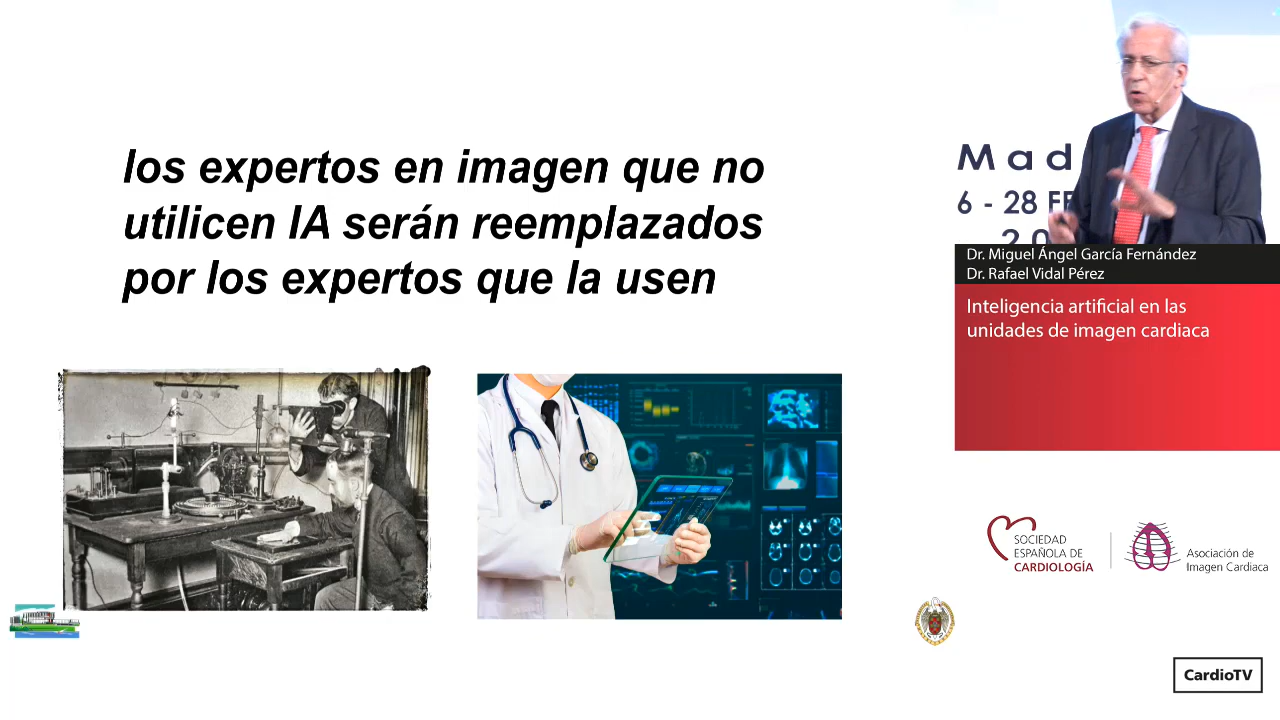 los expertos en imagen que no
utilicen IA serán reemplazados
por los expertos que la usen
Mad
6 - 28 FE
2 0
Dr. Miguel Ángel García Fernández
Dr. Rafael Vidal Pérez
Inteligencia artificial en las
unidades de imagen cardiaca
SOCIEDAD
ESPAÑOLA DE
CARDIOLOGÍA
Asociación de
Imagen Cardiaca
CardioTV